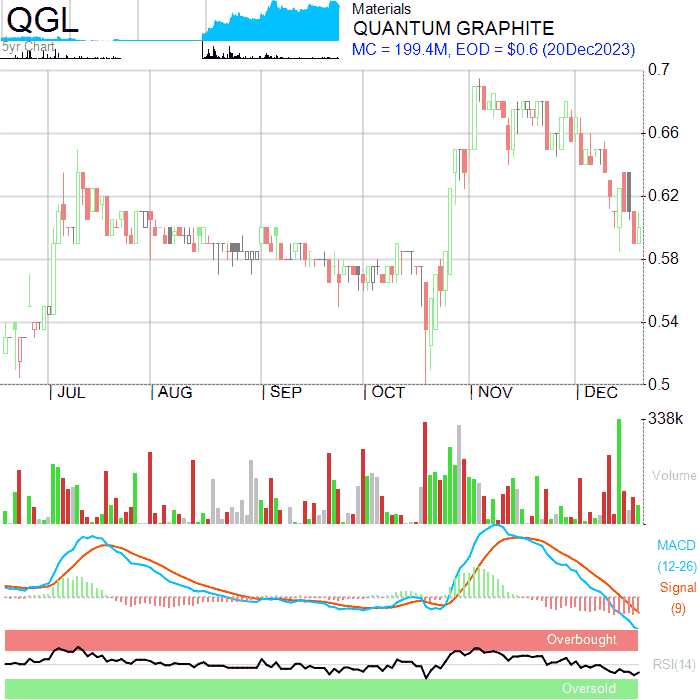 QGL
5yr Chart
Materials
QUANTUM GRAPHITE
MC = 199.4M, EOD = $0.6 (20Dec2023)
0.7
0.66
0.62
0.58
0.54
0.5
JUL
AUG
SEP
OCT
NOV
DEC
338k
Volume
MACD
(12-26)
Signal
(9)
Overbought
RSI(14)
Oversold